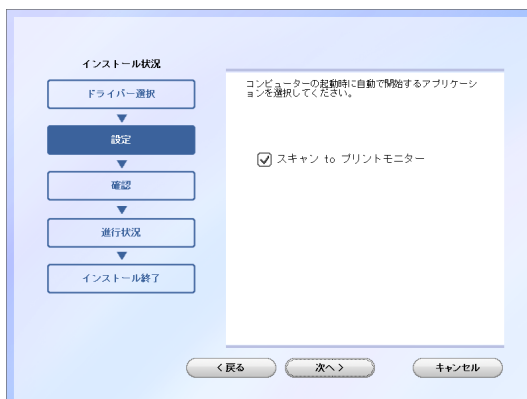 インストール状況
ドライバー選択
設定
確認
進行状況
インストール終了
コンピューターの起動時に自動で開始するアプリケーシ
ョンを選択してください。
スキャン to プリントモニター
< 戻る
次へ >
キャンセル